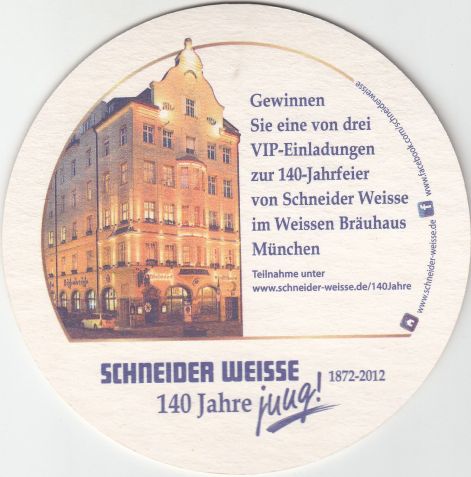 Gewinnen
Sie eine von drei
VIP-Einladungen
zur 140-Jahrfeier
von Schneider Weisse
im Weissen Bräuhaus
München
Teilnahme unter
www.schneider-weisse.de/140Jahre
www.facebook.com/schneiderweisse
f
www.schneider-weisse.de
SCHNEIDER WEISSE 1872-2012
140 Jahre jung!